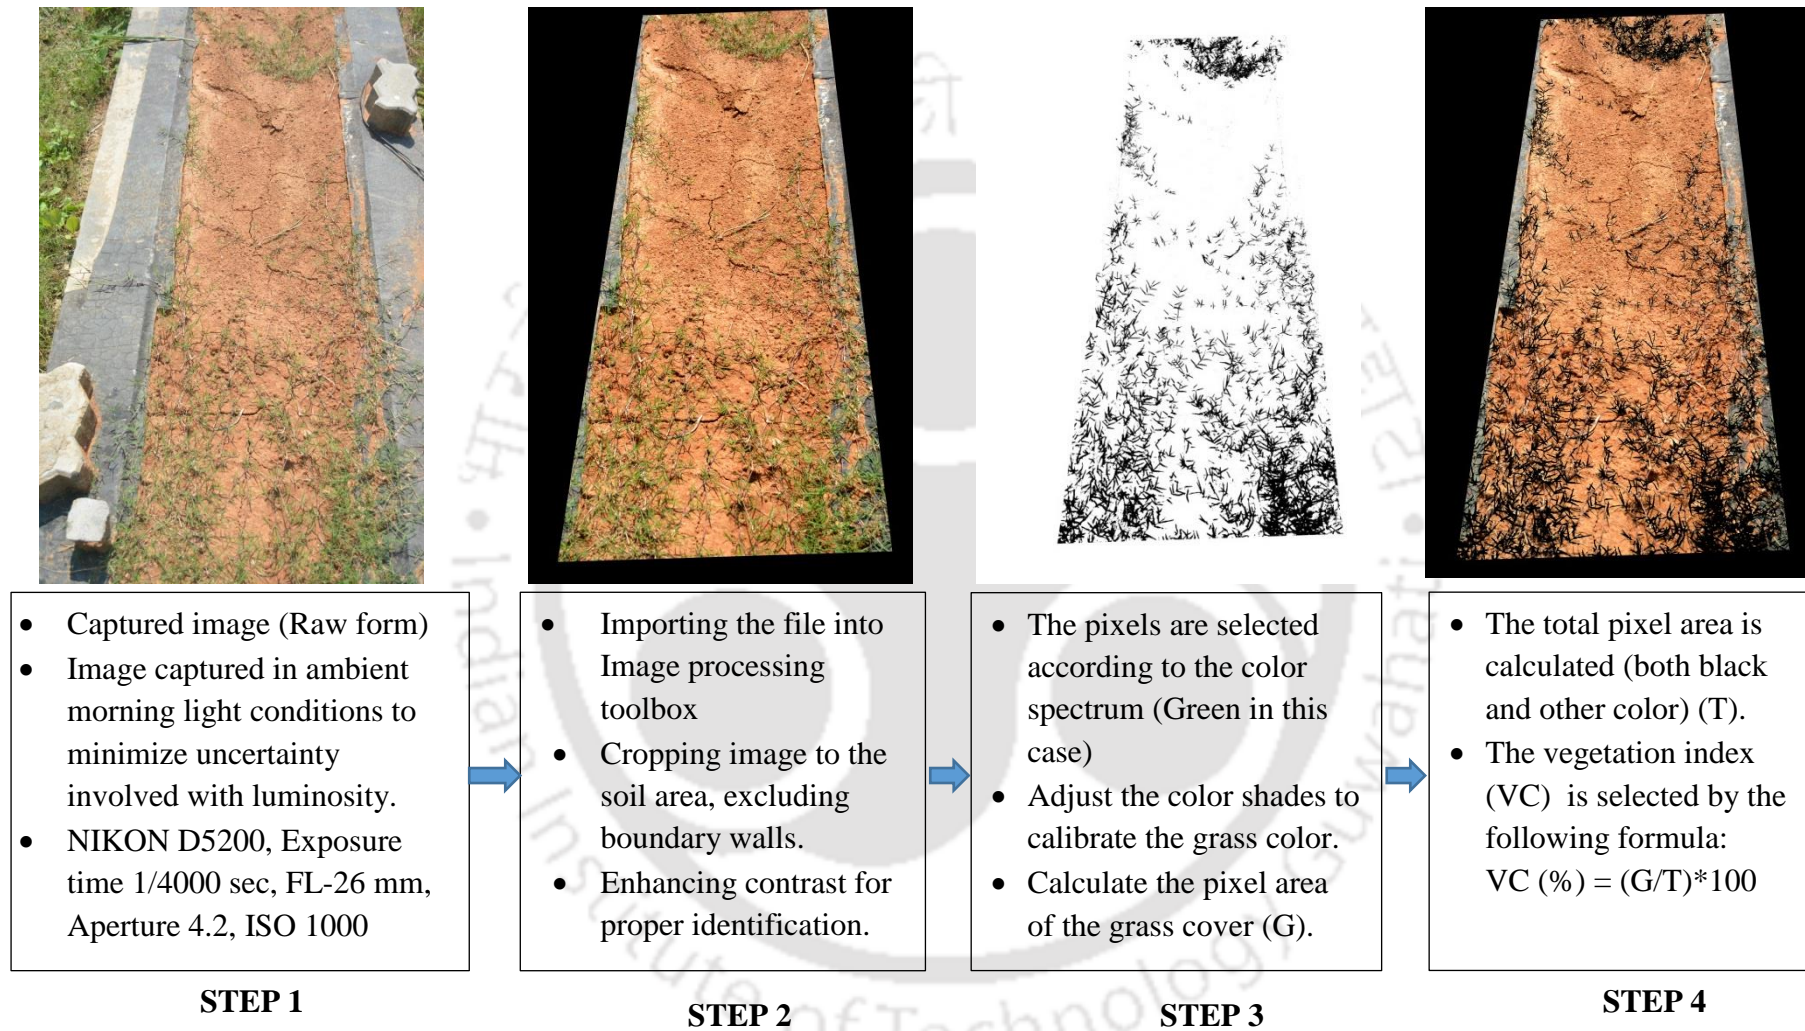 • Captured image (Raw form)
• Image captured in ambient
morning light conditions to
minimize uncertainty
involved with luminosity.
• NIKON D5200, Exposure
time 1/4000 sec, FL-26 mm,
Aperture 4.2, ISO 1000
STEP 1
• Importing the file into
Image processing
toolbox
• Cropping image to the
soil area, excluding
boundary walls.
• Enhancing contrast for
proper identification.
STEP 2
• The pixels are selected
according to the color
spectrum (Green in this
case)
• Adjust the color shades to
calibrate the grass color.
• Calculate the pixel area
of the grass cover (G).
STEP 3
• The total pixel area is
calculated (both black
and other color) (T).
• The vegetation index
(VC) is selected by the
following formula:
VC (%) = (G/T)*100
STEP 4
Indian Institute of Technology Guwahati